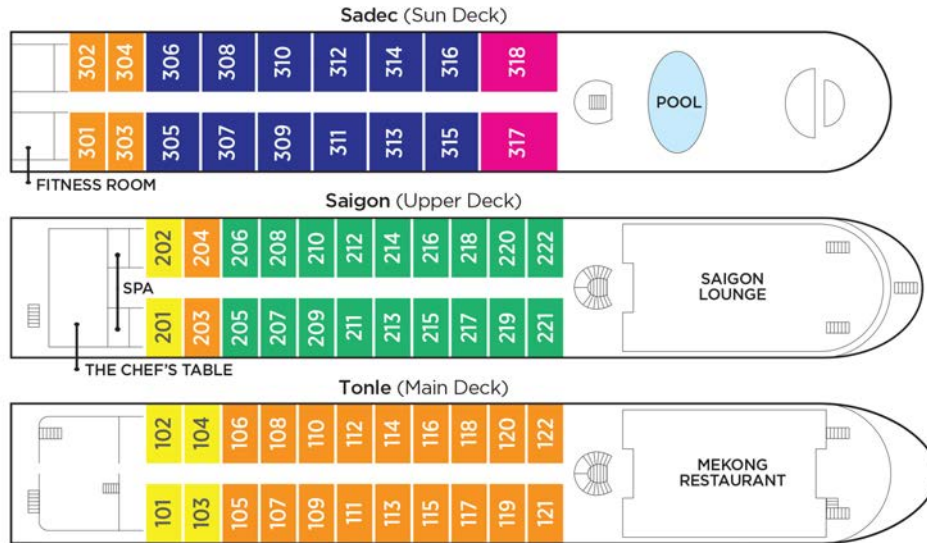 Sadec (Sun Deck)
302 304 306 308 310 312 314 316 318
POOL
301 303 305 307 309 311 313 315 317
FITNESS ROOM
Saigon (Upper Deck)
202 204 206 208 210 212 214 216 218 220 222
SPA
SAIGON
LOUNGE
201 203 205 207 209 211 213 215 217 219 221
THE CHEF'S TABLE
Tonle (Main Deck)
102 104 106 108 110 112 114 116 118 120 122
MEKONG
RESTAURANT
101 103 105 107 109 111 113 115 117 119 121